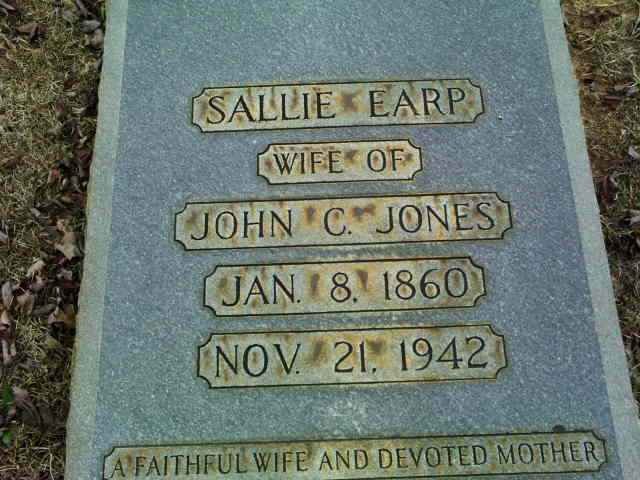 SALLIE EARP
WIFE OF
JOHN C. JONES
JAN. 8, 1860
NOV. 21, 1942
A FAITHFUL WIFE AND DEVOTED MOTHER